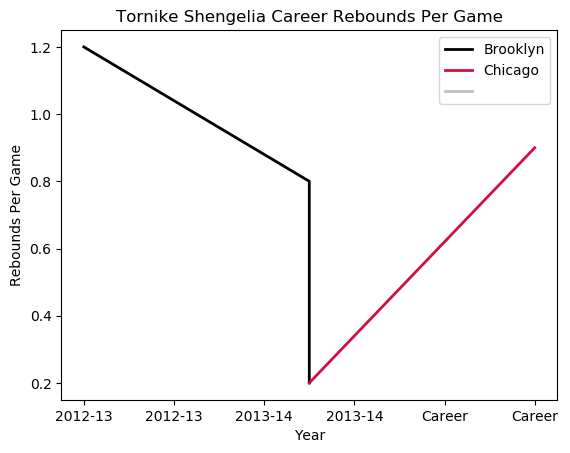 Tornike Shengelia Career Rebounds Per Game
Brooklyn
Chicago
1.2
1.0
0.8
0.6
0.4
0.2
Rebounds Per Game
2012-13 2012-13 2013-14 2013-14 Career Career
Year